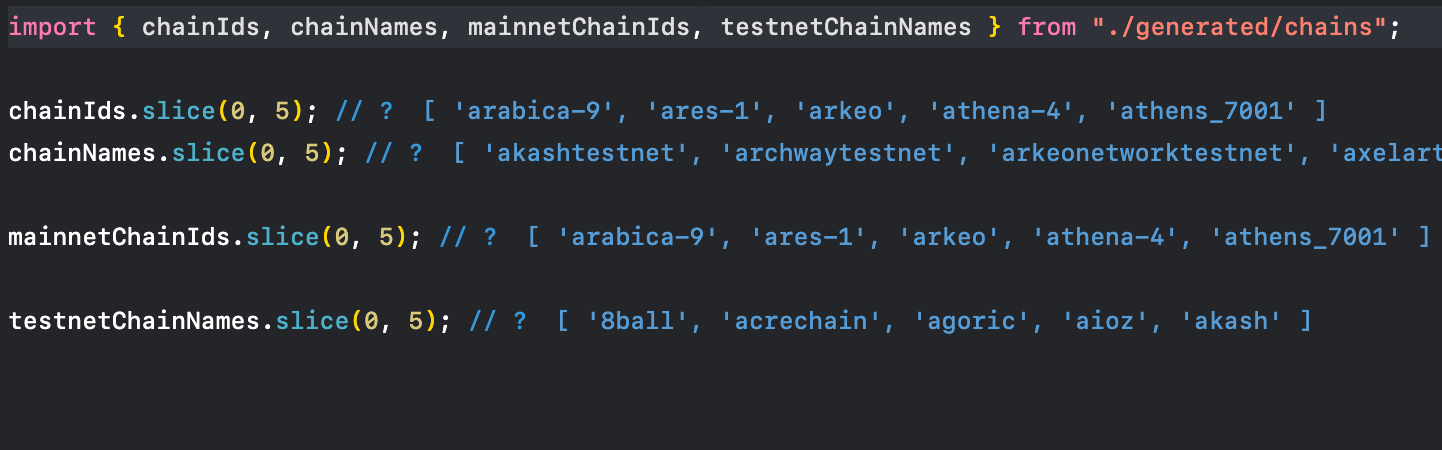 import { chainIds, chainNames, mainnetChainIds, testnetChainNames } from "./generated/chains";
chainIds.slice(0, 5); // ?  [ 'arabica-9', 'ares-1', 'arkeo', 'athena-4', 'athens_7001' ]
chainNames.slice(0, 5); // ?  [ 'akashtestnet', 'archwaytestnet', 'arkeonetworktestnet', 'axelart
mainnetChainIds.slice(0, 5); // ?  [ 'arabica-9', 'ares-1', 'arkeo', 'athena-4', 'athens_7001' ]
testnetChainNames.slice(0, 5); // ?  [ '8ball', 'acrechain', 'agoric', 'aioz', 'akash' ]